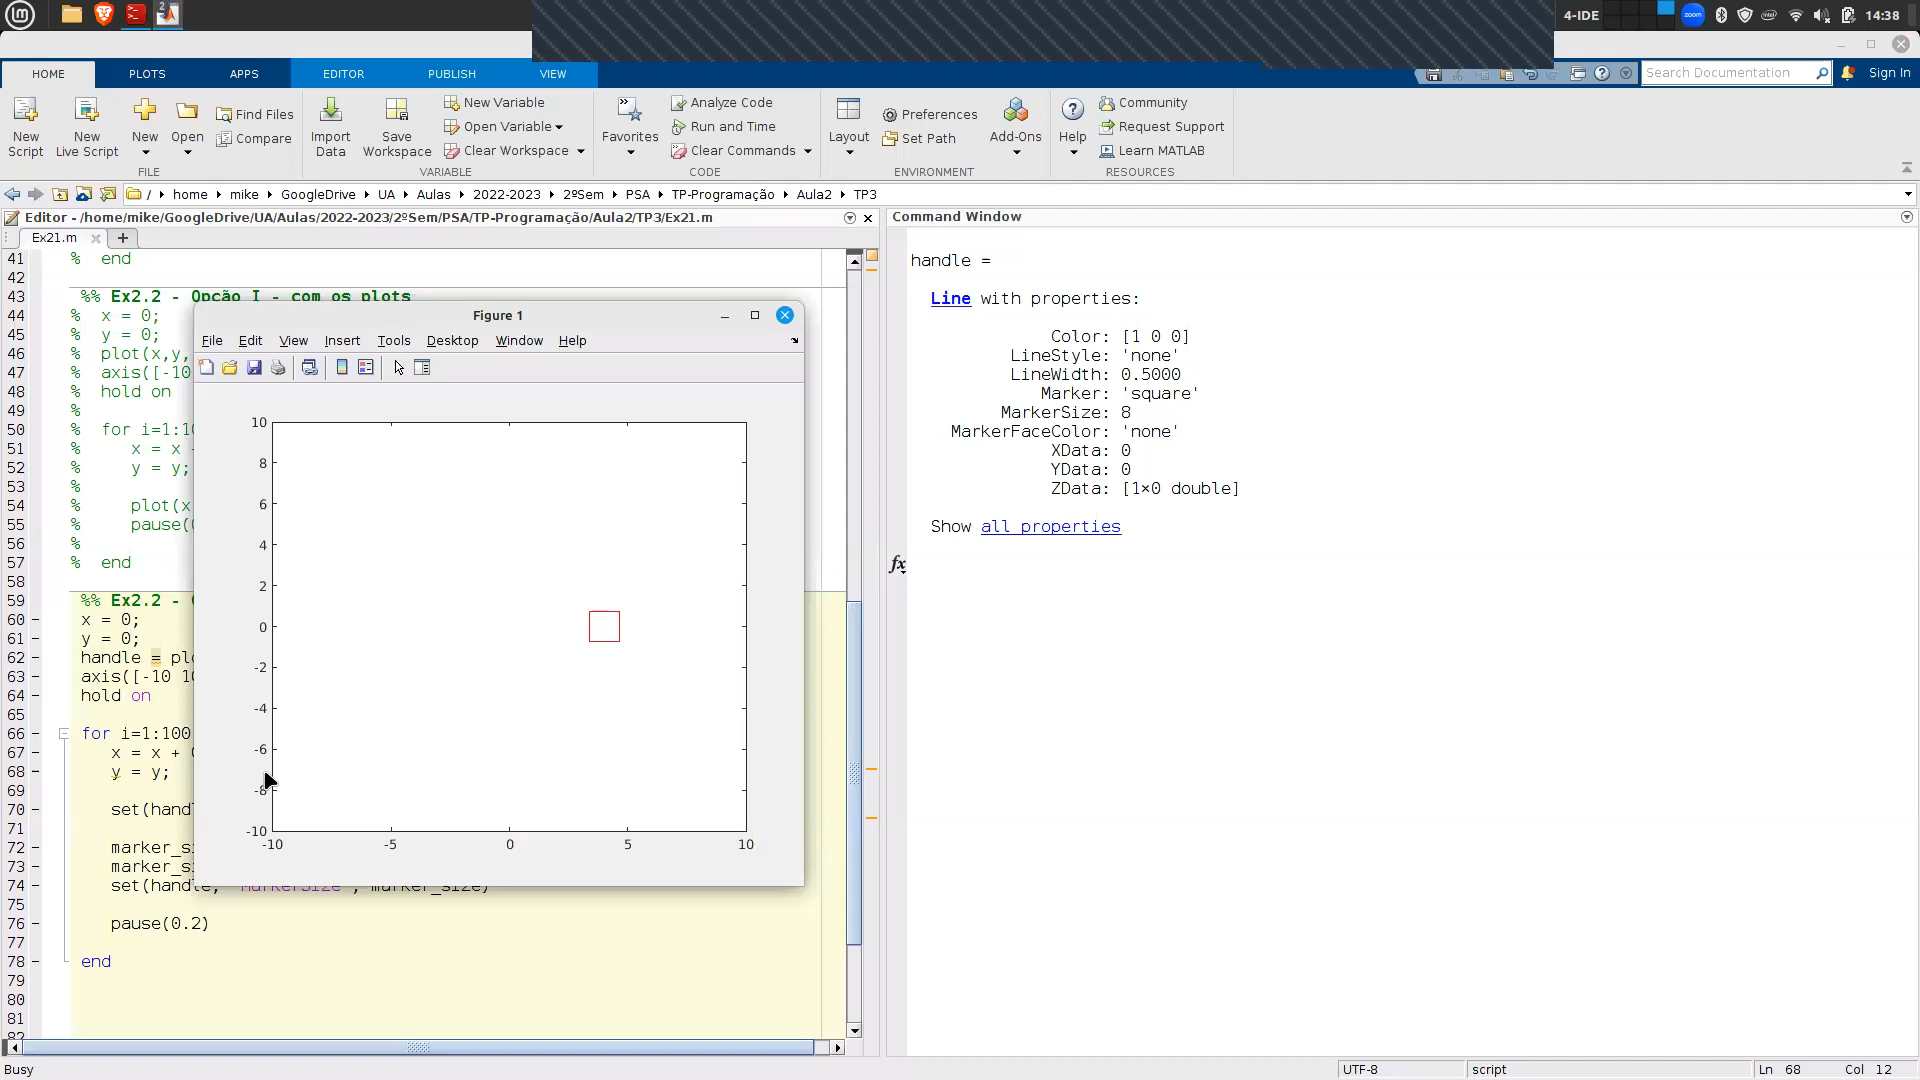 2
4-IDE
zoom
14:38
HOME
PLOTS
APPS
EDITOR
PUBLISH
VIEW
Search Documentation
Sign In
New Script
New Live Script
New
Open
Find Files
Compare
FILE
Import Data
Save Workspace
New Variable
Open Variable
Clear Workspace
VARIABLE
Favorites
Analyze Code
Run and Time
Clear Commands
CODE
Layout
Preferences
Set Path
Add-Ons
ENVIRONMENT
Help
Community
Request Support
Learn MATLAB
RESOURCES
/ home mike GoogleDrive UA Aulas 2022-2023 2ºSem PSA TP-Programação Aula2 TP3
Editor - /home/mike/GoogleDrive/UA/Aulas/2022-2023/2ºSem/PSA/TP-Programação/Aula2/TP3/Ex21.m
Ex21.m
41 % end
42
43 %% Ex2.2 - Opção I - com os plots
44 % x = 0;
45 % y = 0;
46 % plot(x,y,
47 % axis([-10
48 % hold on
49 %
50 % for i=1:10
51 % x = x
52 % y = y;
53 %
54 % plot(x
55 % pause(
56 %
57 % end
58
59 %% Ex2.2 -
60 x = 0;
61 y = 0;
62 handle = plo
63 axis([-10 10
64 hold on
65
66 for i=1:100
67 x = x +
68 y = y;
69
70 set(handl
71
72 marker_si
73 marker_si
74 set(handle, 'MarkerSize', marker_size)
75
76 pause(0.2)
77
78 end
79
80
81
82
Figure 1
File Edit View Insert Tools Desktop Window Help
10
8
6
4
2
0
-2
-4
-6
-8
-10
-10 -5 0 5 10
Command Window
handle =
Line with properties:
Color: [1 0 0]
LineStyle: 'none'
LineWidth: 0.5000
Marker: 'square'
MarkerSize: 8
MarkerFaceColor: 'none'
XData: 0
YData: 0
ZData: [1×0 double]
Show all properties
fx
Busy
UTF-8
script
Ln 68 Col 12